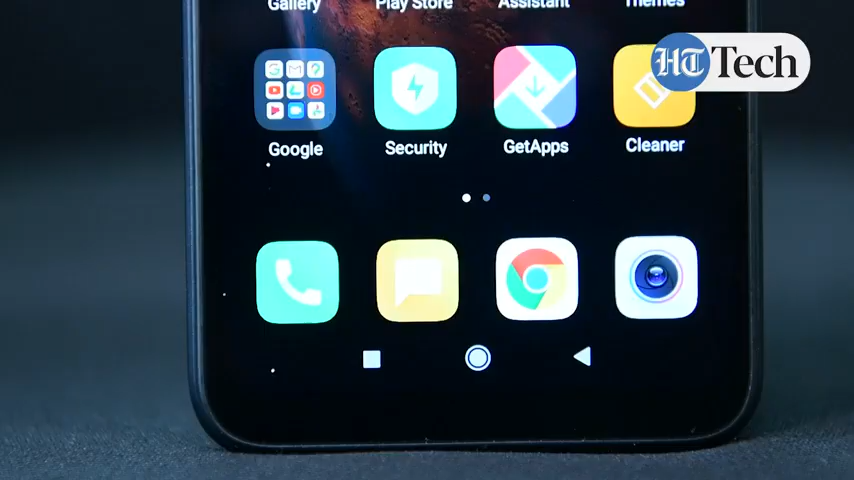 Gallery
Play Store
Assistant
Themes
HT Tech
Google
Security
GetApps
Cleaner